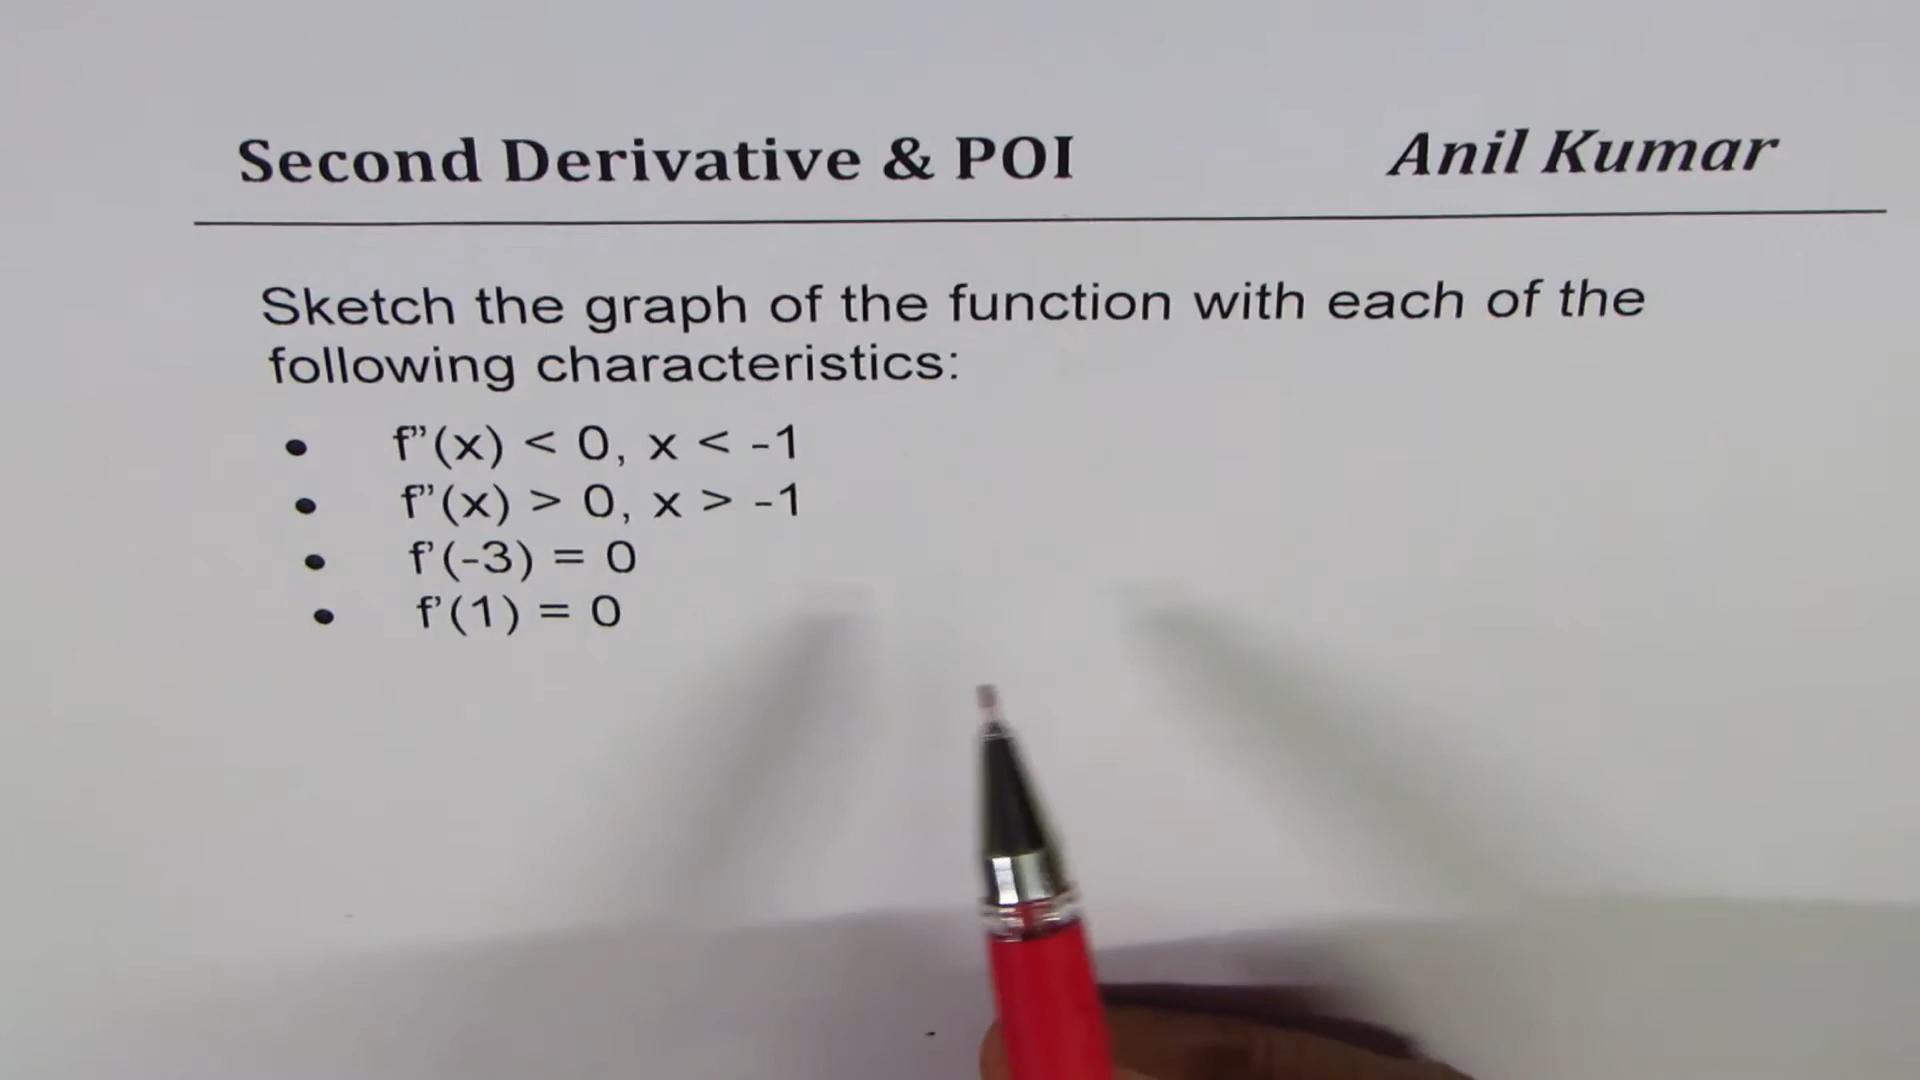 Second Derivative & POI Anil Kumar
Sketch the graph of the function with each of the
following characteristics:
• f”(x) < 0, x < -1
• f”(x) > 0, x > -1
• f’(-3) = 0
• f’(1) = 0